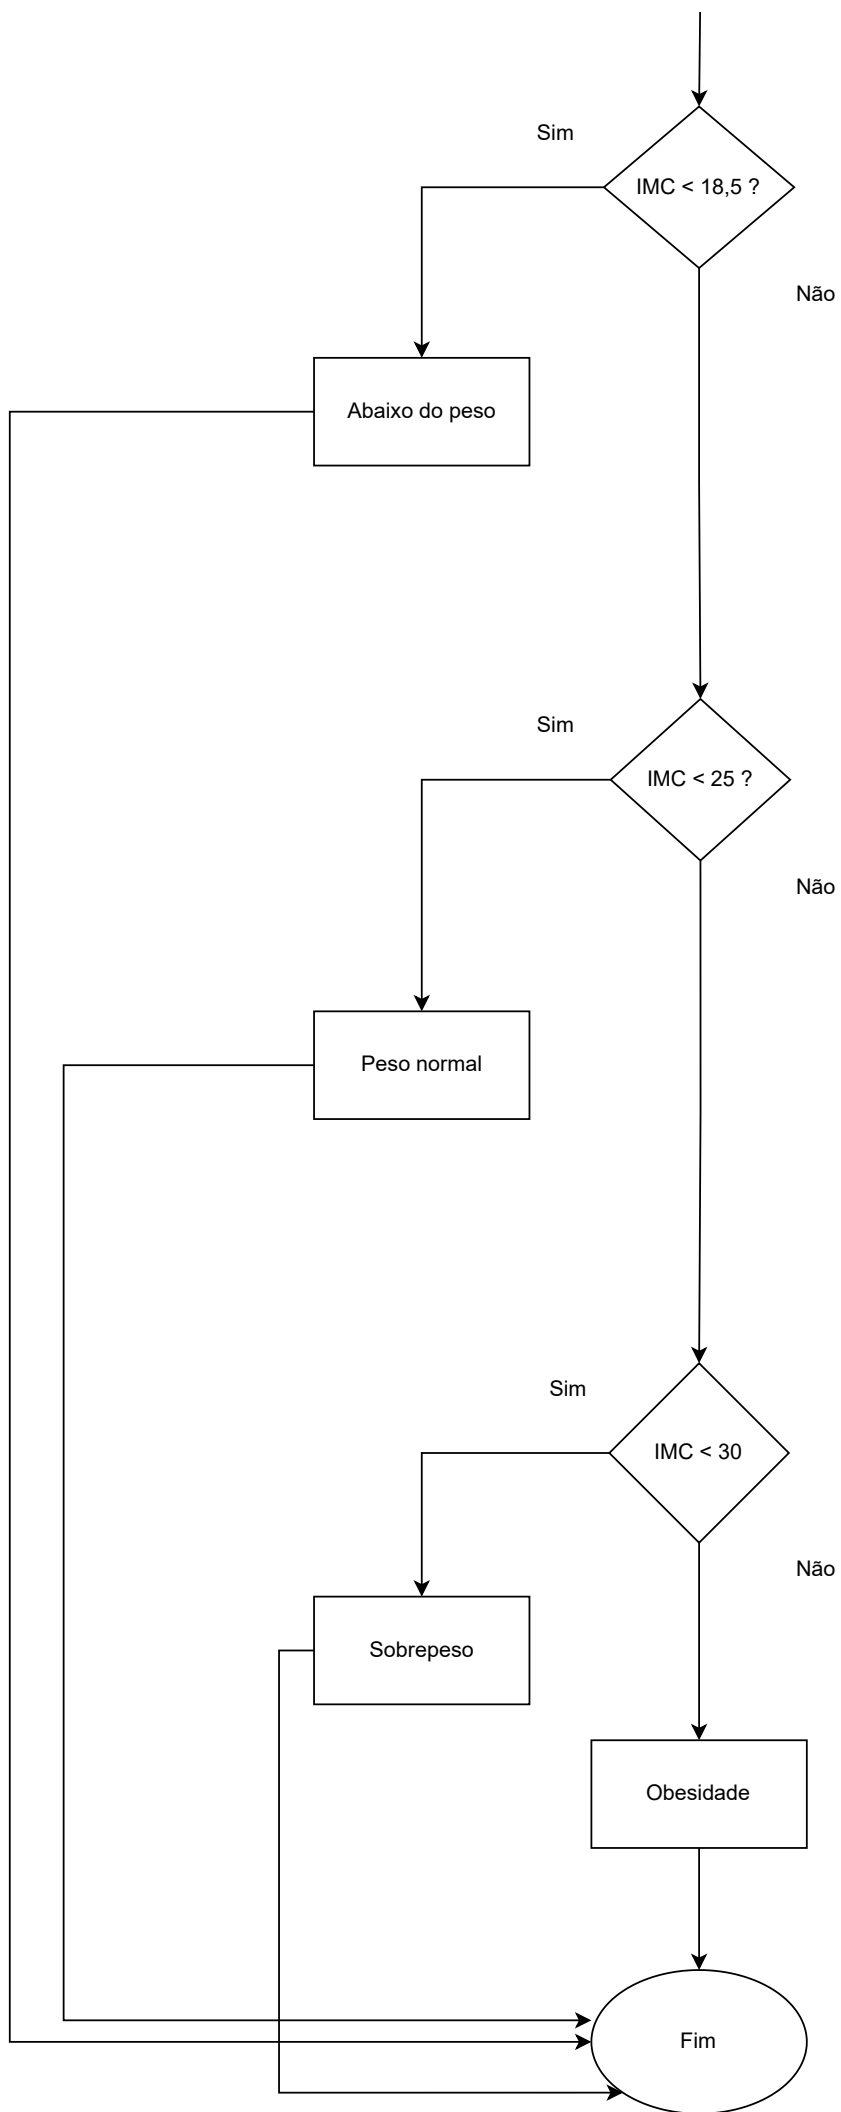 Sim
IMC < 18,5 ?
Não
Abaixo do peso
Sim
IMC < 25 ?
Não
Peso normal
Sim
IMC < 30
Não
Sobrepeso
Obesidade
Fim